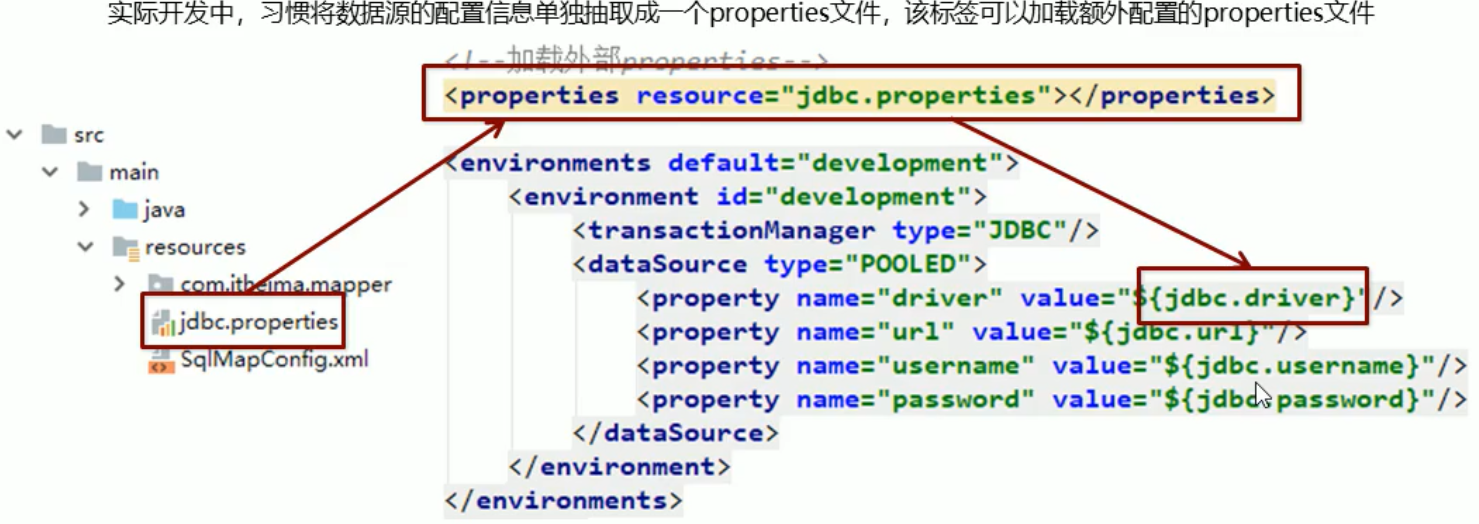 实际开发中，习惯将数据源的配置信息单独抽取成一个properties文件，该标签可以加载额外配置的properties文件
<!--加载外部properties-->
<properties resource="jdbc.properties"></properties>
src
main
java
resources
com.itheima.mapper
jdbc.properties
SqlMapConfig.xml
<environments default="development">
<environment id="development">
<transactionManager type="JDBC"/>
<dataSource type="POOLED">
<property name="driver" value="${jdbc.driver}"/>
<property name="url" value="${jdbc.url}"/>
<property name="username" value="${jdbc.username}"/>
<property name="password" value="${jdbc.password}"/>
</dataSource>
</environment>
</environments>